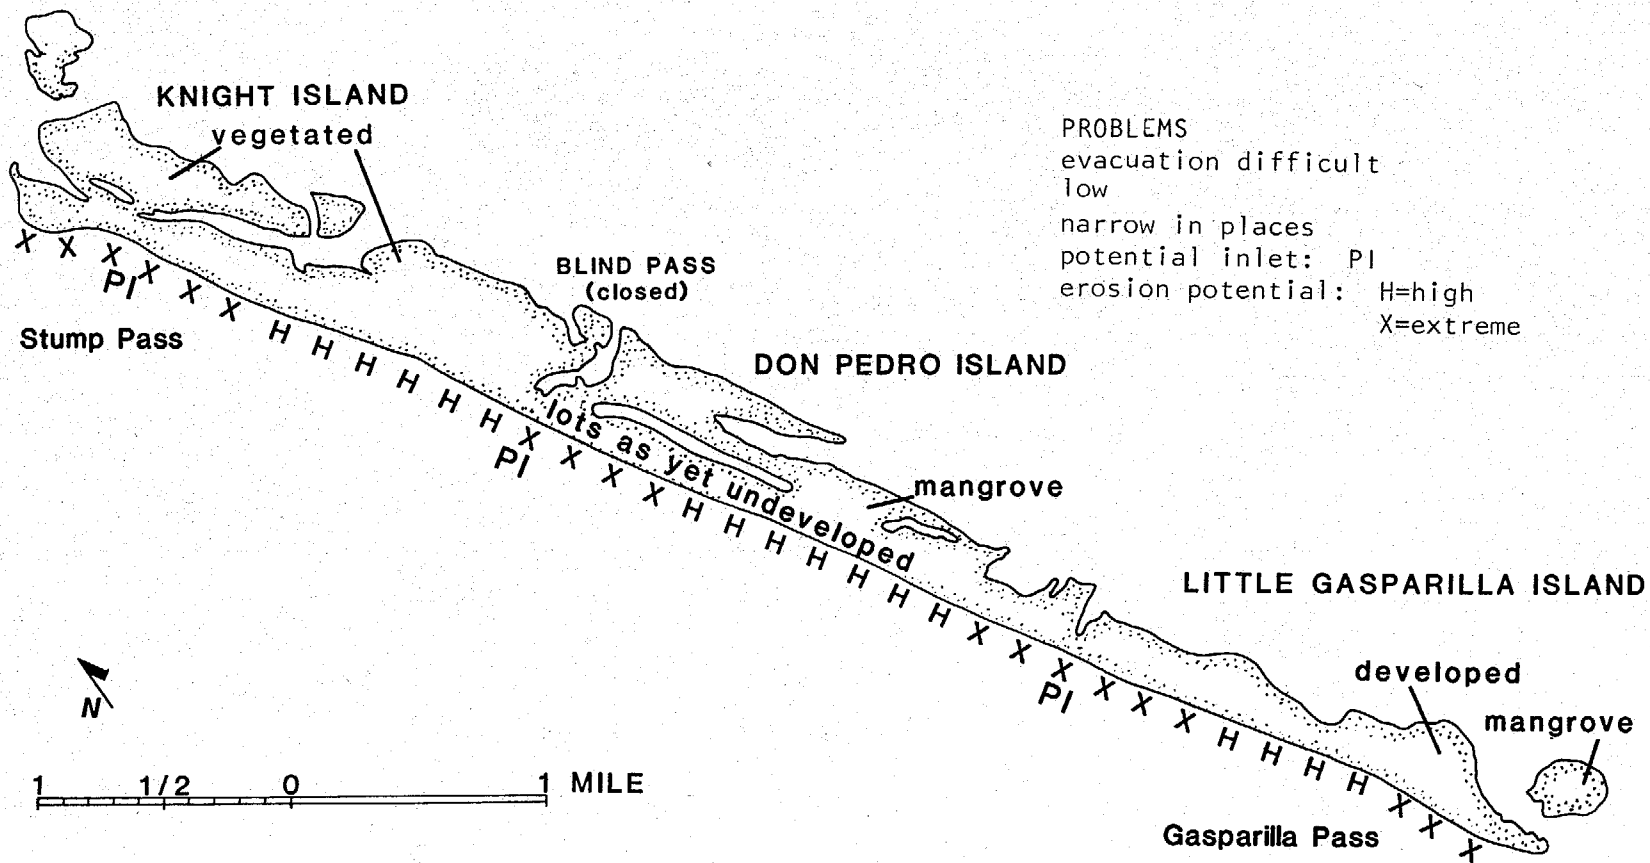 KNIGHT ISLAND
vegetated
PROBLEMS
evacuation difficult
low
narrow in places
potential inlet: PI
erosion potential: H=high
X=extreme
X X X X X X X H H H H H H X X X X H H H H H H H X X X X X X H H H H X X X
PI
Stump Pass
BLIND PASS
(closed)
DON PEDRO ISLAND
lots as yet undeveloped
PI
mangrove
LITTLE GASPARILLA ISLAND
PI
developed
mangrove
N
1 1/2 0 1 MILE
Gasparilla Pass